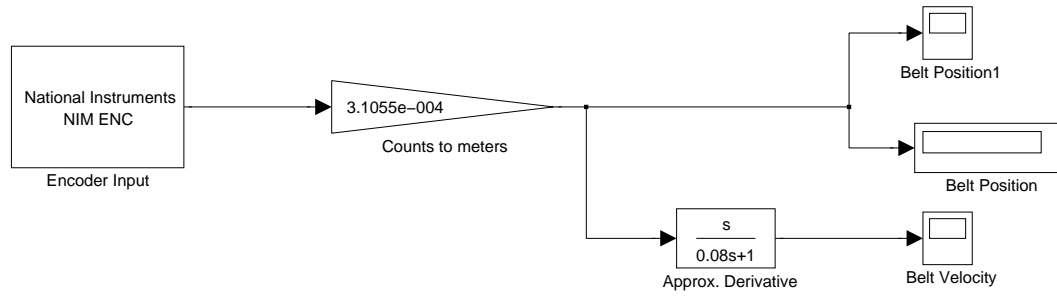 National Instruments
NIM ENC
Encoder Input
3.1055e−004
Counts to meters
Belt Position1
Belt Position
s
0.08s+1
Approx. Derivative
Belt Velocity